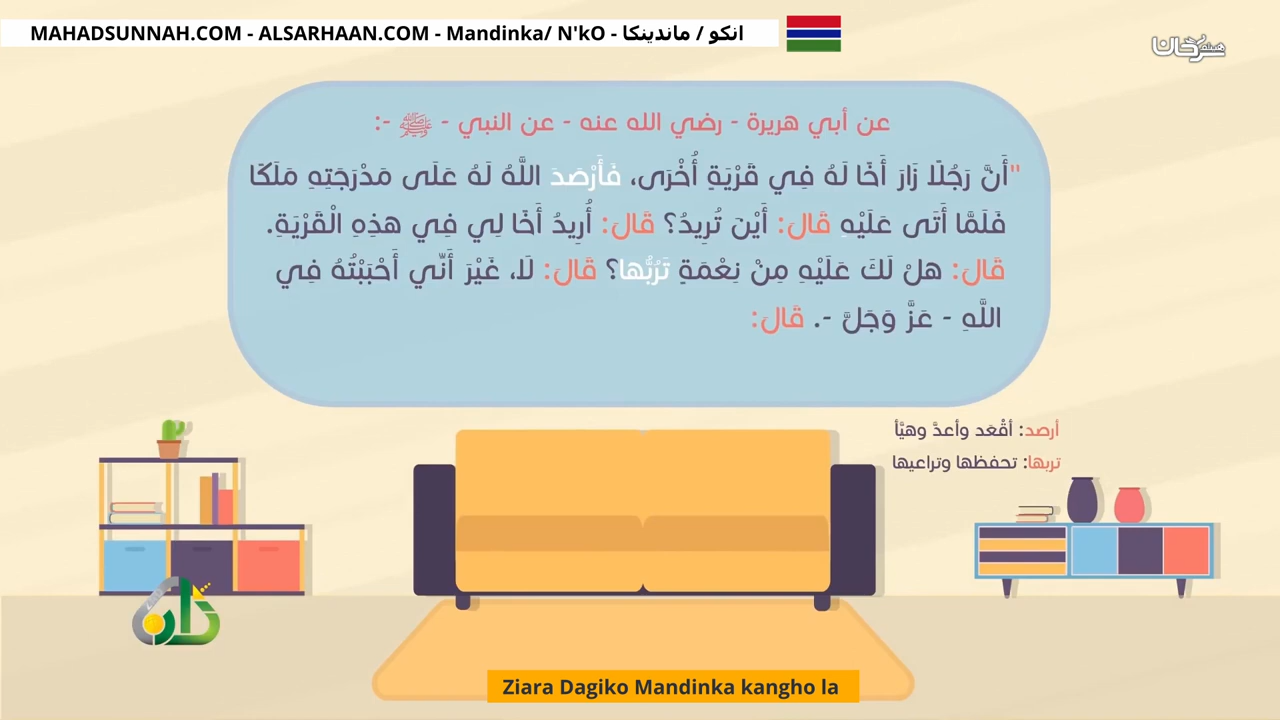 MAHADSUNNAH.COM - ALSARHAAN.COM - Mandinka/ N'kO - انكو / ماندينكا
عن أبي هريرة - رضي الله عنه - عن النبي - ﷺ -:
"أَنَّ رَجُلًا زَارَ أَخًا لَهُ فِي قَرْيَةٍ أُخْرَى، فَأَرْصَدَ اللَّهُ لَهُ عَلَى مَدْرَجَتِهِ مَلَكًا
فَلَمَّا أَتَى عَلَيْهِ قَالَ: أَيْنَ تُرِيدُ؟ قَالَ: أُرِيدُ أَخًا لِي فِي هَذِهِ الْقَرْيَةِ.
قَالَ: هَلْ لَكَ عَلَيْهِ مِنْ نِعْمَةٍ تَرُبُّها؟ قَالَ: لَا، غَيْرَ أَنِّي أَحْبَبْتُهُ فِي
اللَّهِ - عَزَّ وَجَلَّ -. قَالَ:
أرصد: أقْعَد وأعدَّ وهيَّأ
تربها: تحفظها وتراعيها
Ziara Dagiko Mandinka kangho la